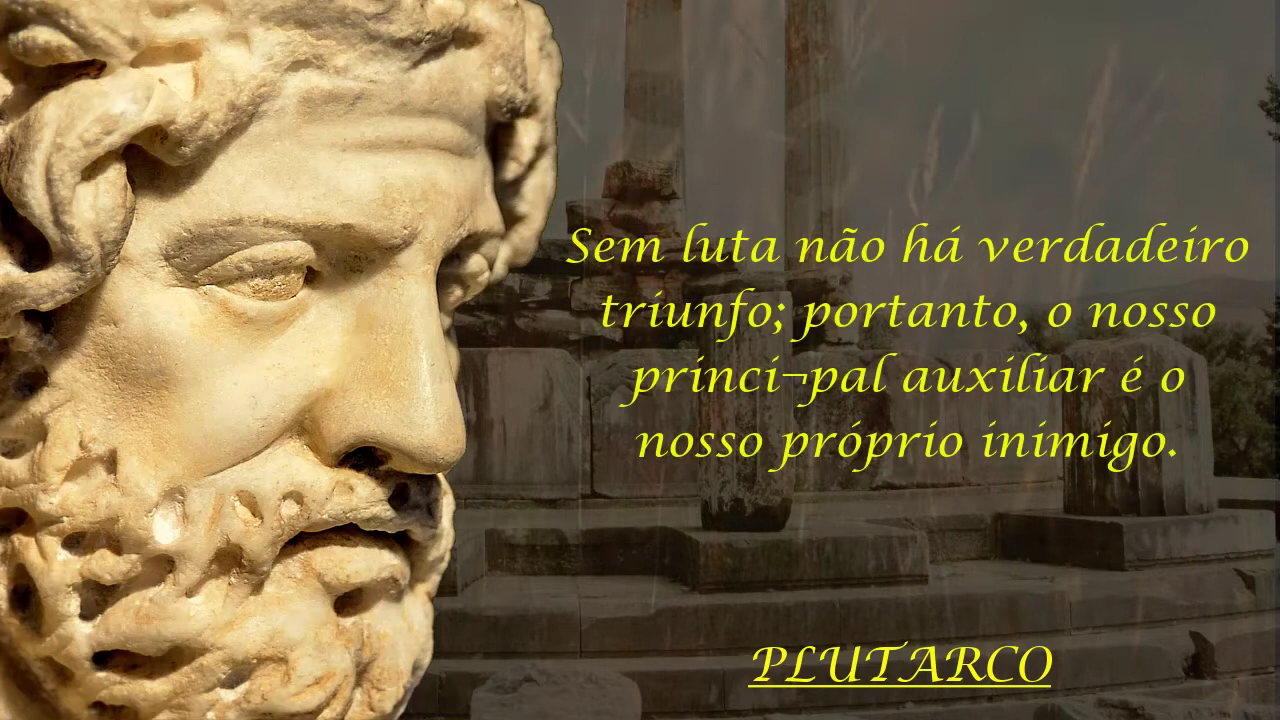 Sem luta não há verdadeiro
triunfo; portanto, o nosso
princi¬pal auxiliar é o
nosso próprio inimigo.
PLUTARCO